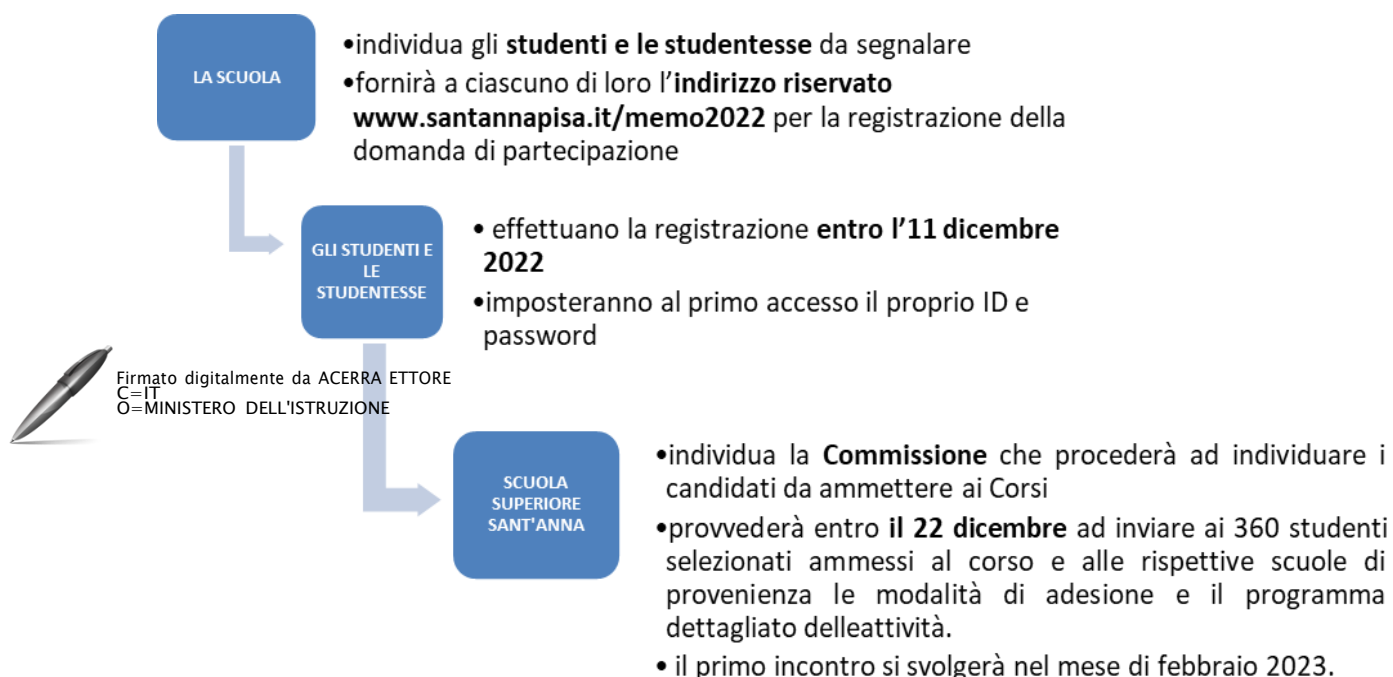 LA SCUOLA
•individua gli studenti e le studentesse da segnalare
•fornirà a ciascuno di loro l'indirizzo riservato
www.santannapisa.it/memo2022 per la registrazione della
domanda di partecipazione
GLI STUDENTI E
LE
STUDENTESSE
• effettuano la registrazione entro l'11 dicembre
2022
•imposteranno al primo accesso il proprio ID e
password
Firmato digitalmente da ACERRA ETTORE
C=IT
O=MINISTERO DELL'ISTRUZIONE
SCUOLA
SUPERIORE
SANT'ANNA
•individua la Commissione che procederà ad individuare i
candidati da ammettere ai Corsi
•provvederà entro il 22 dicembre ad inviare ai 360 studenti
selezionati ammessi al corso e alle rispettive scuole di
provenienza le modalità di adesione e il programma
dettagliato delleattività.
• il primo incontro si svolgerà nel mese di febbraio 2023.